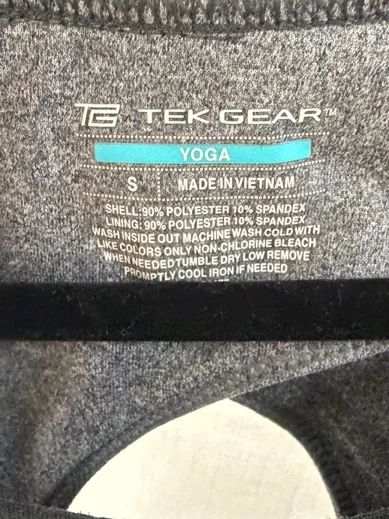 TG TEK GEAR™
YOGA
S MADE IN VIETNAM
SHELL: 90% POLYESTER 10% SPANDEX
LINING: 90% POLYESTER 10% SPANDEX
WASH INSIDE OUT MACHINE WASH COLD WITH
LIKE COLORS ONLY NON-CHLORINE BLEACH
WHEN NEEDED TUMBLE DRY LOW REMOVE
PROMPTLY COOL IRON IF NEEDED